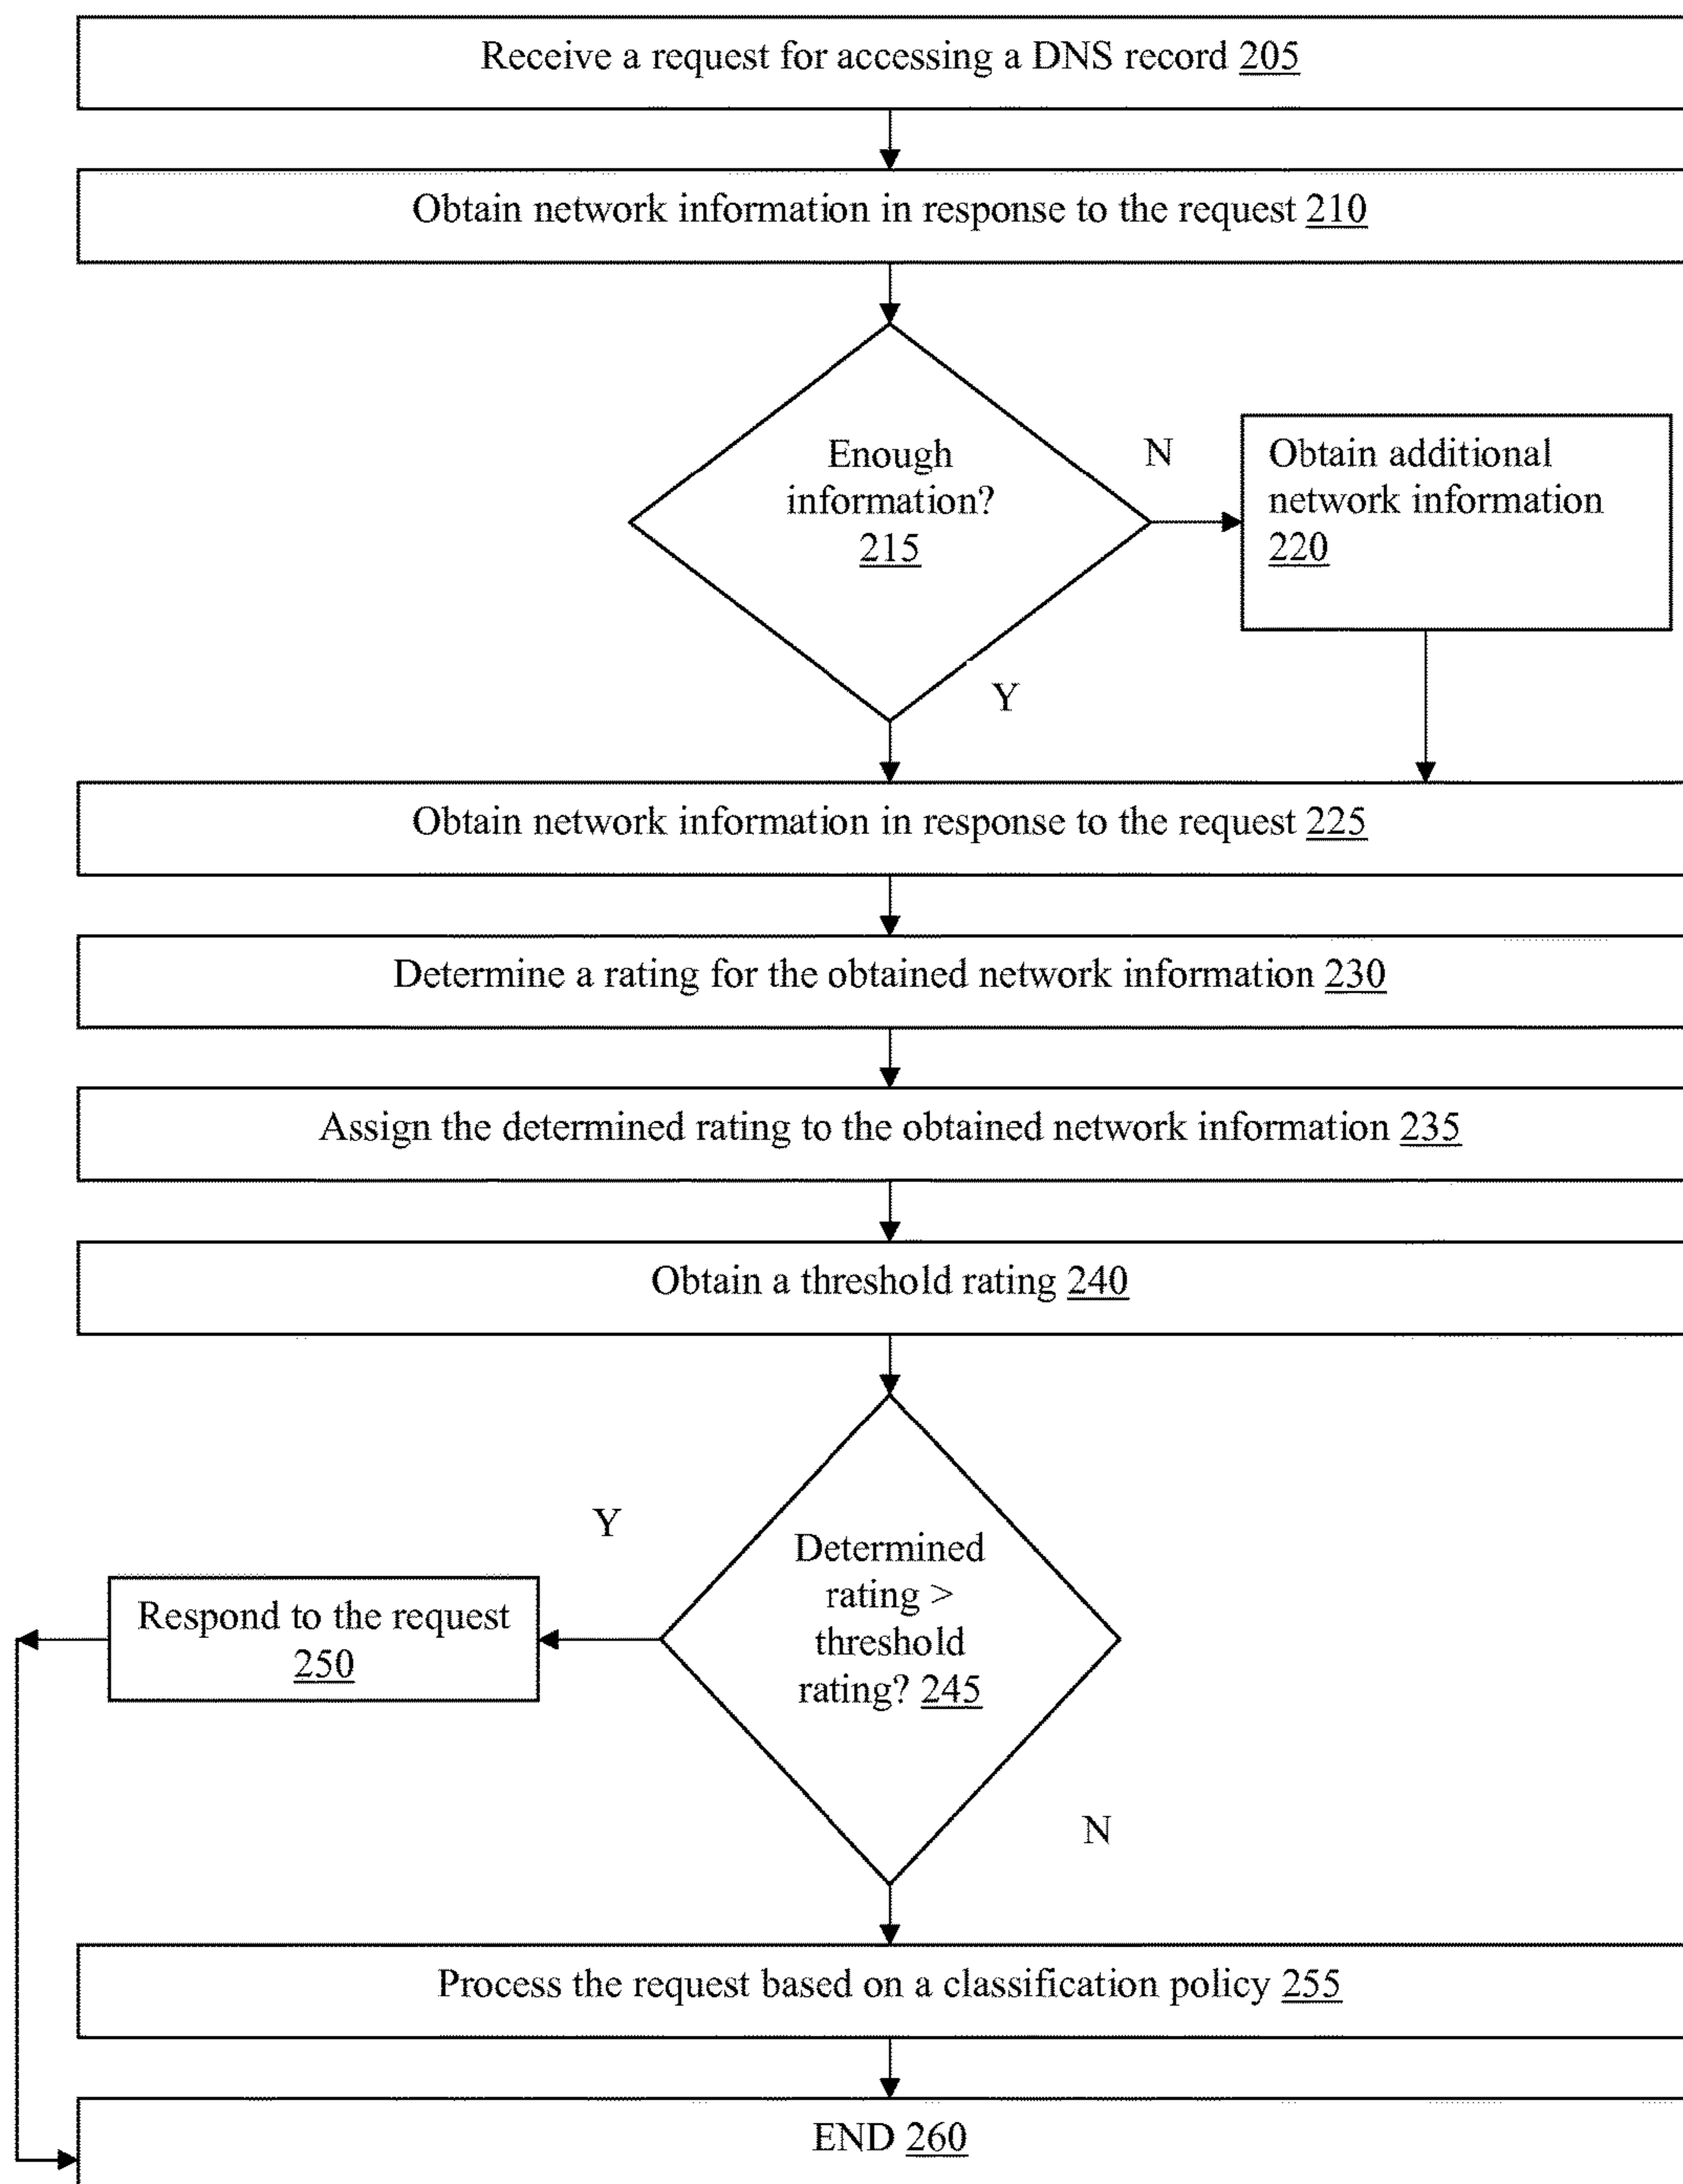 Receive a request for accessing a DNS record 205
Obtain network information in response to the request 210
Enough
information?
215
N
Obtain additional
network information
220
Y
Obtain network information in response to the request 225
Determine a rating for the obtained network information 230
Assign the determined rating to the obtained network information 235
Obtain a threshold rating 240
Y
Determined
rating >
threshold
rating? 245
Respond to the request
250
N
Process the request based on a classification policy 255
END 260